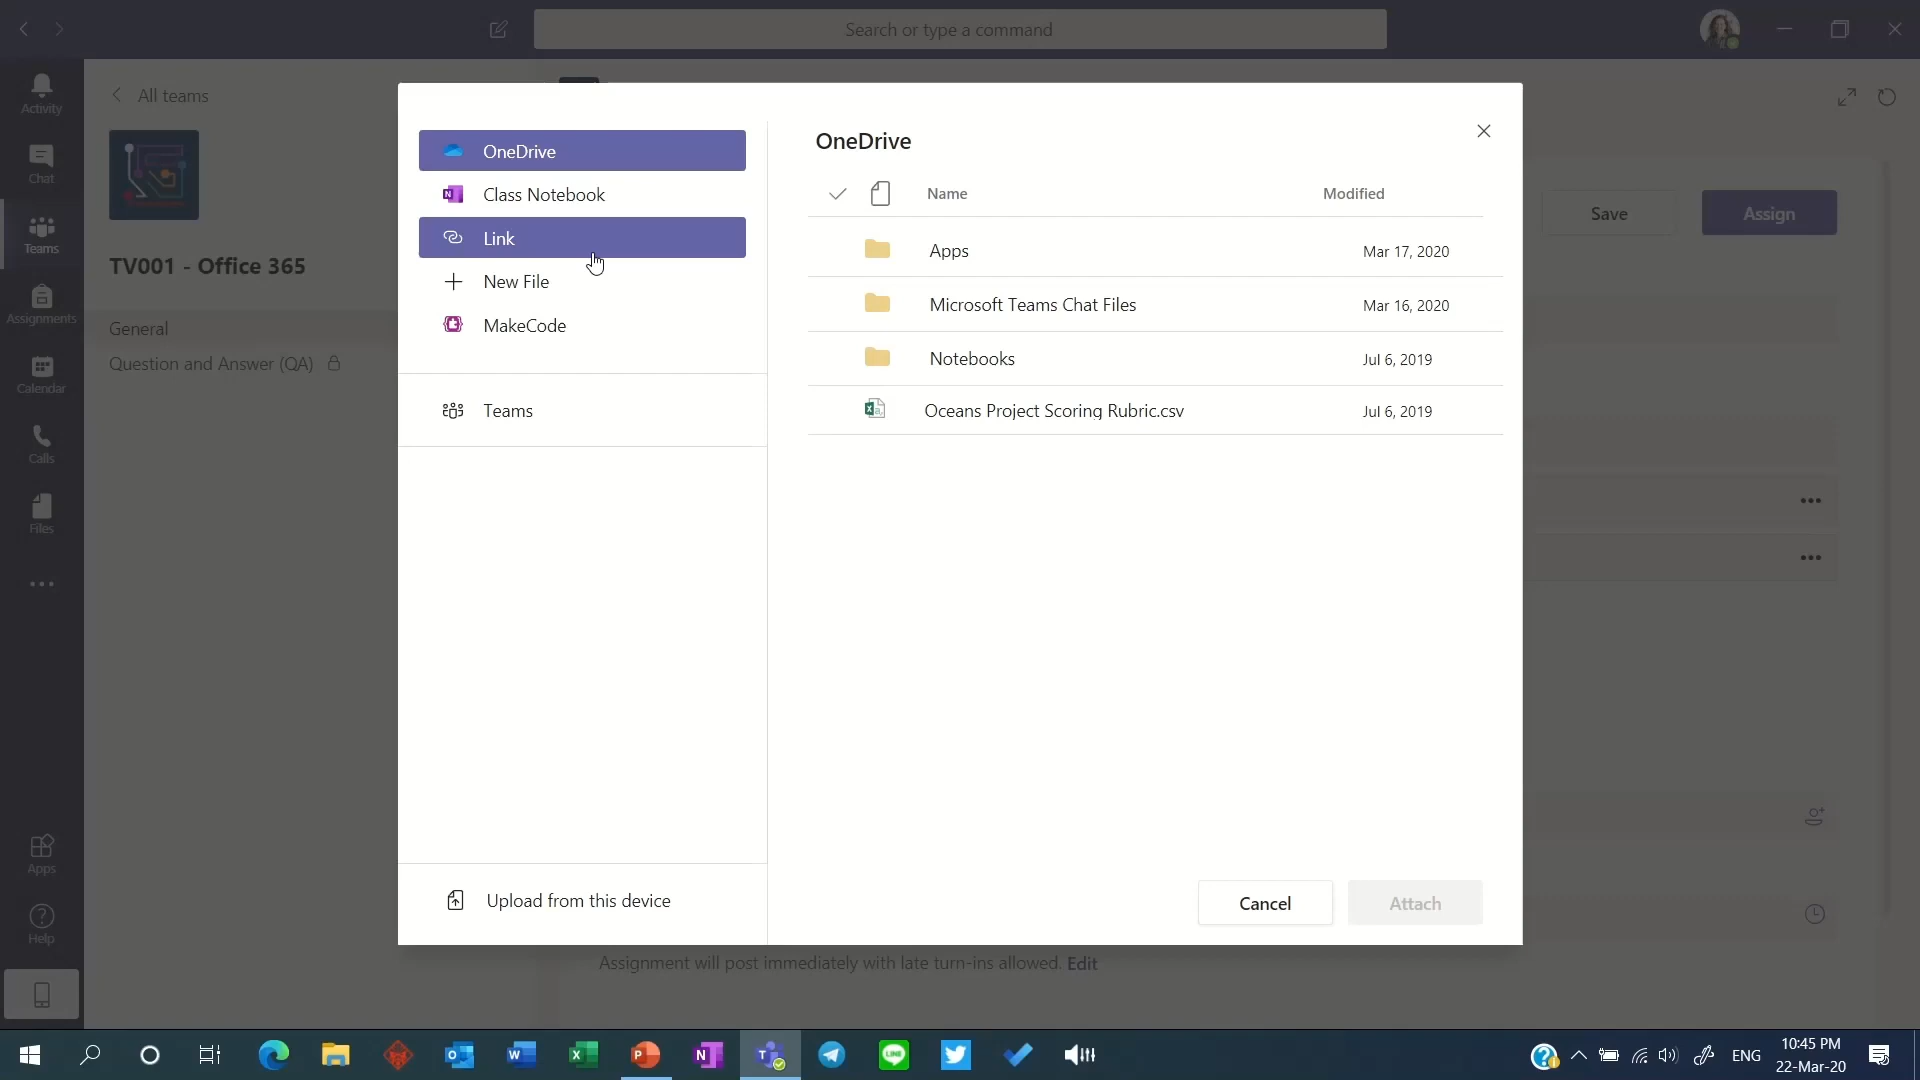 Search or type a command
Activity
Chat
Teams
Assignments
Calendar
Calls
Files
Apps
Help
All teams
TV001 - Office 365
General
Question and Answer (QA)
OneDrive
Class Notebook
Link
New File
MakeCode
Teams
Upload from this device
OneDrive
Name Modified
Apps Mar 17, 2020
Microsoft Teams Chat Files Mar 16, 2020
Notebooks Jul 6, 2019
Oceans Project Scoring Rubric.csv Jul 6, 2019
Cancel Attach
Save Assign
Assignment will post immediately with late turn-ins allowed. Edit
ENG
10:45 PM
22-Mar-20